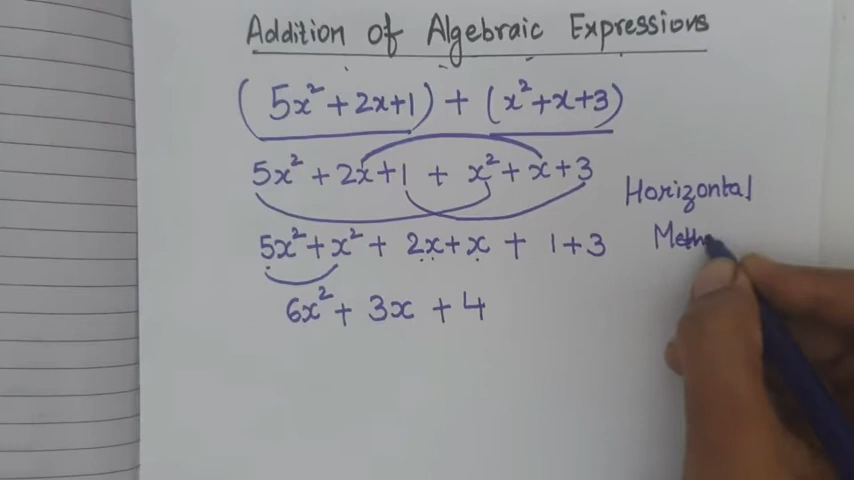 Addition of Algebraic Expressions
(5x² + 2x+1) + (x² + x + 3)
5x² + 2x+1 + x² + x + 3
5x² + x² + 2x + x + 1 + 3
6x² + 3x + 4
Horizontal